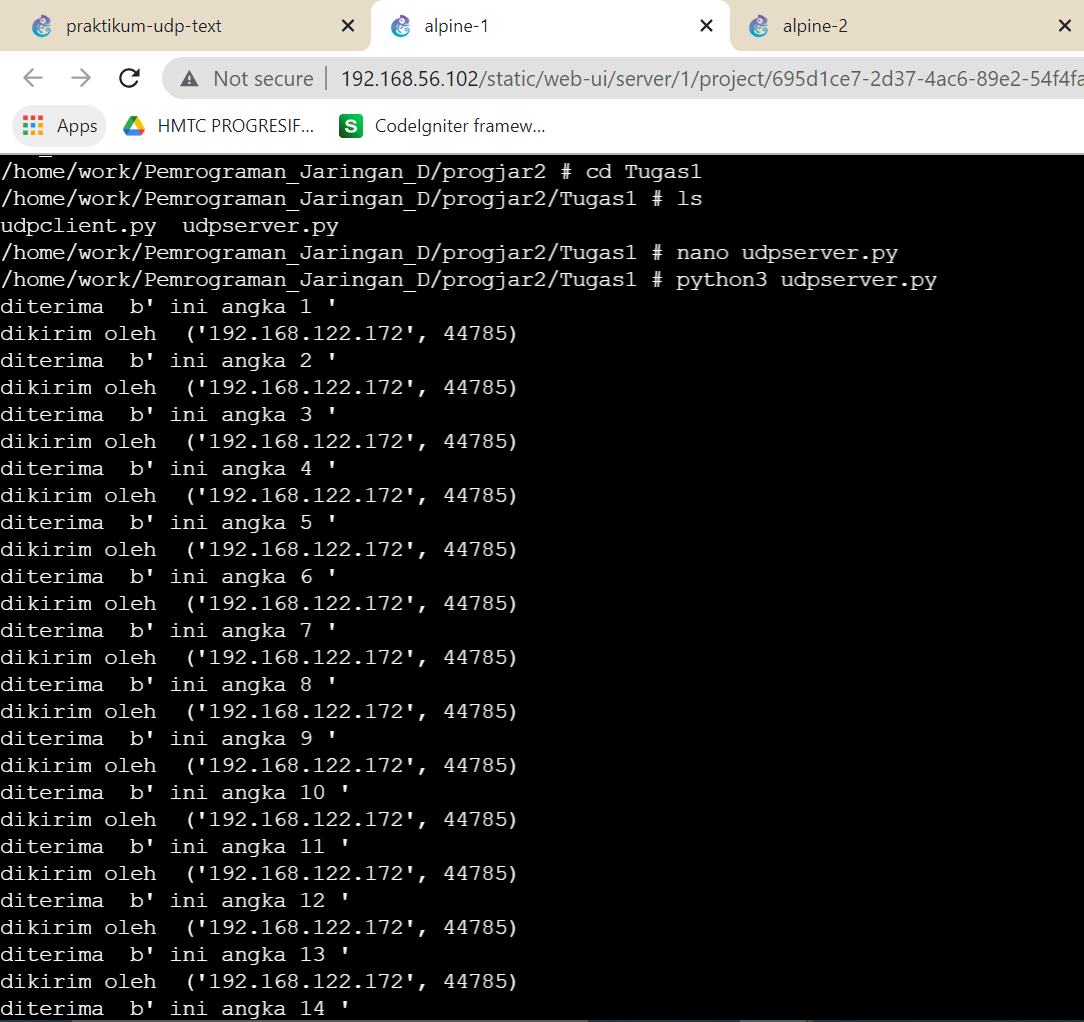 praktikum-udp-text
alpine-1
alpine-2
Not secure
192.168.56.102/static/web-ui/server/1/project/695d1ce7-2d37-4ac6-89e2-54f4fa
Apps
HMTC PROGRESIF...
S
CodeIgniter framew...
/home/work/Pemrograman_Jaringan_D/progjar2 # cd Tugas1
/home/work/Pemrograman_Jaringan_D/progjar2/Tugas1 # ls
udpclient.py  udpserver.py
/home/work/Pemrograman_Jaringan_D/progjar2/Tugas1 # nano udpserver.py
/home/work/Pemrograman_Jaringan_D/progjar2/Tugas1 # python3 udpserver.py
diterima  b' ini angka 1 '
dikirim oleh  ('192.168.122.172', 44785)
diterima  b' ini angka 2 '
dikirim oleh  ('192.168.122.172', 44785)
diterima  b' ini angka 3 '
dikirim oleh  ('192.168.122.172', 44785)
diterima  b' ini angka 4 '
dikirim oleh  ('192.168.122.172', 44785)
diterima  b' ini angka 5 '
dikirim oleh  ('192.168.122.172', 44785)
diterima  b' ini angka 6 '
dikirim oleh  ('192.168.122.172', 44785)
diterima  b' ini angka 7 '
dikirim oleh  ('192.168.122.172', 44785)
diterima  b' ini angka 8 '
dikirim oleh  ('192.168.122.172', 44785)
diterima  b' ini angka 9 '
dikirim oleh  ('192.168.122.172', 44785)
diterima  b' ini angka 10 '
dikirim oleh  ('192.168.122.172', 44785)
diterima  b' ini angka 11 '
dikirim oleh  ('192.168.122.172', 44785)
diterima  b' ini angka 12 '
dikirim oleh  ('192.168.122.172', 44785)
diterima  b' ini angka 13 '
dikirim oleh  ('192.168.122.172', 44785)
diterima  b' ini angka 14 '